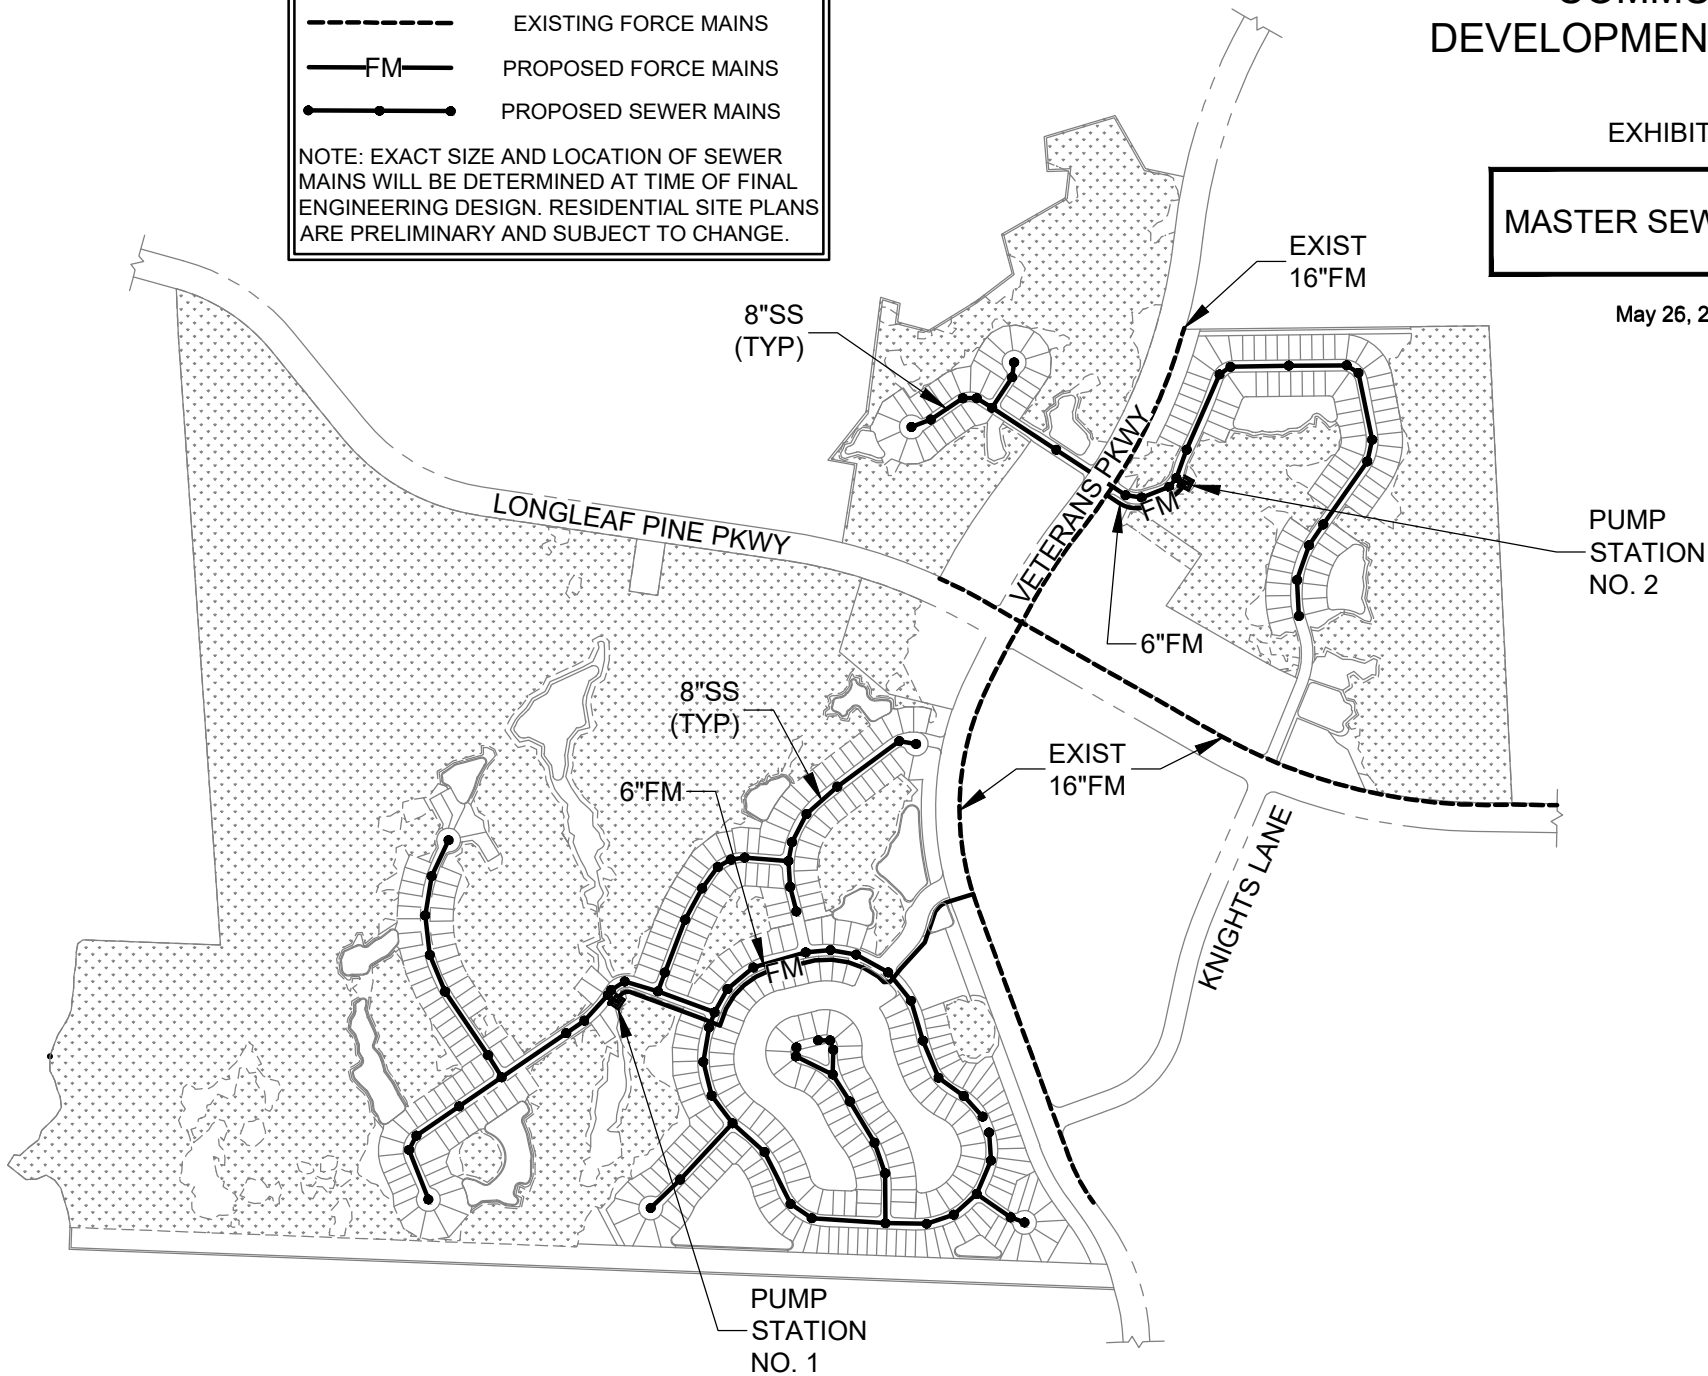 EXISTING FORCE MAINS
FM
PROPOSED FORCE MAINS
PROPOSED SEWER MAINS
NOTE: EXACT SIZE AND LOCATION OF SEWER
MAINS WILL BE DETERMINED AT TIME OF FINAL
ENGINEERING DESIGN. RESIDENTIAL SITE PLANS
ARE PRELIMINARY AND SUBJECT TO CHANGE.
DEVELOPMEN
EXHIBIT
MASTER SEW
May 26, 2
EXIST
16"FM
8"SS
(TYP)
VETERANS PKWY
LONGLEAF PINE PKWY
FM
PUMP
STATION
NO. 2
6"FM
8"SS
(TYP)
EXIST
16"FM
6"FM
KNIGHTS LANE
FM
PUMP
STATION
NO. 1